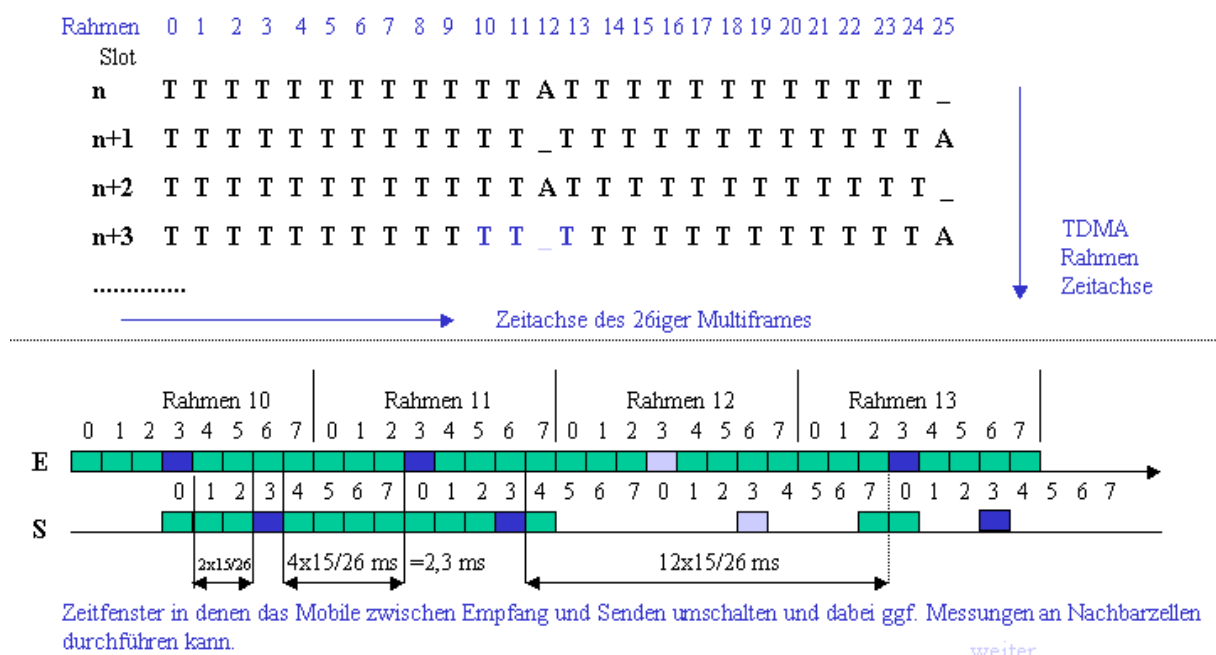 Rahmen 0 1 2 3 4 5 6 7 8 9 10 11 12 13 14 15 16 17 18 19 20 21 22 23 24 25
Slot
n T T T T T T T T T T T T A T T T T T T T T T T T T _
n+1 T T T T T T T T T T T T _ T T T T T T T T T T T T A
n+2 T T T T T T T T T T T T A T T T T T T T T T T T T _
n+3 T T T T T T T T T T T T _ T T T T T T T T T T T T A
..............
TDMA
Rahmen
Zeitachse
Zeitachse des 26iger Multiframes
Rahmen 10 Rahmen 11 Rahmen 12 Rahmen 13
0 1 2 3 4 5 6 7 0 1 2 3 4 5 6 7 0 1 2 3 4 5 6 7 0 1 2 3 4 5 6 7
E
0 1 2 3 4 5 6 7 0 1 2 3 4 5 6 7 0 1 2 3 4 5 6 7 0 1 2 3 4 5 6 7
S
2x15/26 4x15/26 ms =2,3 ms 12x15/26 ms
Zeitfenster in denen das Mobile zwischen Empfang und Senden umschalten und dabei ggf. Messungen an Nachbarzellen
durchführen kann.
weiter